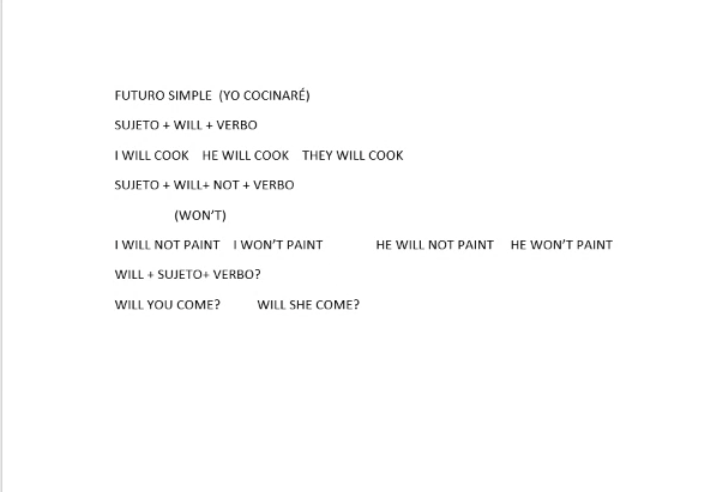 FUTURO SIMPLE (YO COCINARÉ)
SUJETO + WILL + VERBO
I WILL COOK HE WILL COOK THEY WILL COOK
SUJETO + WILL+ NOT + VERBO
(WON'T)
I WILL NOT PAINT I WON'T PAINT HE WILL NOT PAINT HE WON'T PAINT
WILL + SUJETO+ VERBO?
WILL YOU COME? WILL SHE COME?